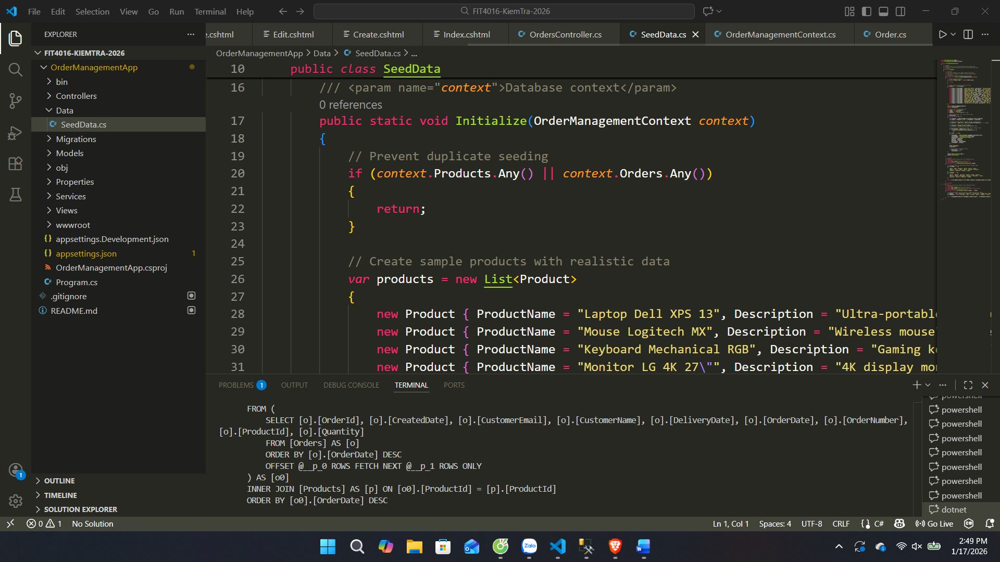 File Edit Selection View Go Run Terminal Help
FIT4016-KiemTra-2026
EXPLORER
FIT4016-KIEMTRA-2026
OrderManagementApp
bin
Controllers
Data
SeedData.cs
Migrations
Models
obj
Properties
Services
Views
wwwroot
appsettings.Development.json
appsettings.json 1
OrderManagementApp.csproj
Program.cs
.gitignore
README.md
OUTLINE
TIMELINE
SOLUTION EXPLORER
e.cshtml Edit.cshtml Create.cshtml Index.cshtml OrdersController.cs SeedData.cs OrderManagementContext.cs Order.cs
OrderManagementApp > Data > SeedData.cs > ...
10 public class SeedData
16 /// <param name="context">Database context</param>
0 references
17 public static void Initialize(OrderManagementContext context)
18 {
19 // Prevent duplicate seeding
20 if (context.Products.Any() || context.Orders.Any())
21 {
22 return;
23 }
24
25 // Create sample products with realistic data
26 var products = new List<Product>
27 {
28 new Product { ProductName = "Laptop Dell XPS 13", Description = "Ultra-portabl
29 new Product { ProductName = "Mouse Logitech MX", Description = "Wireless mouse
30 new Product { ProductName = "Keyboard Mechanical RGB", Description = "Gaming k
31 new Product { ProductName = "Monitor LG 4K 27\"", Description = "4K display mo
PROBLEMS 1 OUTPUT DEBUG CONSOLE TERMINAL PORTS
FROM (
SELECT [o].[OrderId], [o].[CreatedDate], [o].[CustomerEmail], [o].[CustomerName], [o].[DeliveryDate], [o].[OrderDate], [o].[OrderNumber],
[o].[ProductId], [o].[Quantity]
FROM [Orders] AS [o]
ORDER BY [o].[OrderDate] DESC
OFFSET @__p_0 ROWS FETCH NEXT @__p_1 ROWS ONLY
) AS [o0]
INNER JOIN [Products] AS [p] ON [o0].[ProductId] = [p].[ProductId]
ORDER BY [o0].[OrderDate] DESC
powershell
powershell
powershell
powershell
powershell
powershell
powershell
powershell
dotnet
1
0 1 No Solution
Ln 1, Col 1 Spaces: 4 UTF-8 CRLF C# Go Live
Zalo
2:49 PM
1/17/2026